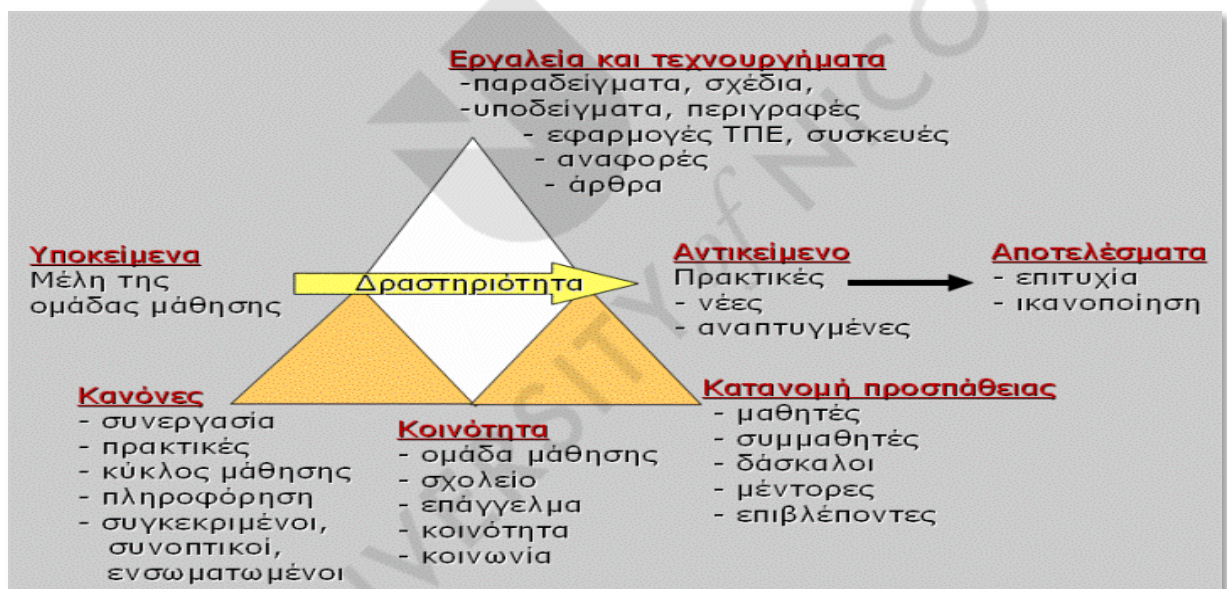 Εργαλεία και τεχνουργήματα
-παραδείγματα, σχέδια,
-υποδείγματα, περιγραφές
- εφαρμογές ΤΠΕ, συσκευές
- αναφορές
- άρθρα
Υποκείμενα
Μέλη της
ομάδας μάθησης
Δραστηριότητα
Αντικείμενο
Πρακτικές
- νέες
- αναπτυγμένες
Αποτελέσματα
- επιτυχία
- ικανοποίηση
Κανόνες
- συνεργασία
- πρακτικές
- κύκλος μάθησης
- πληροφόρηση
- συγκεκριμένοι,
συνοπτικοί,
ενσωματωμένοι
Κοινότητα
- ομάδα μάθησης
- σχολείο
- επάγγελμα
- κοινότητα
- κοινωνία
Κατανομή προσπάθειας
- μαθητές
- συμμαθητές
- δάσκαλοι
- μέντορες
- επιβλέποντες